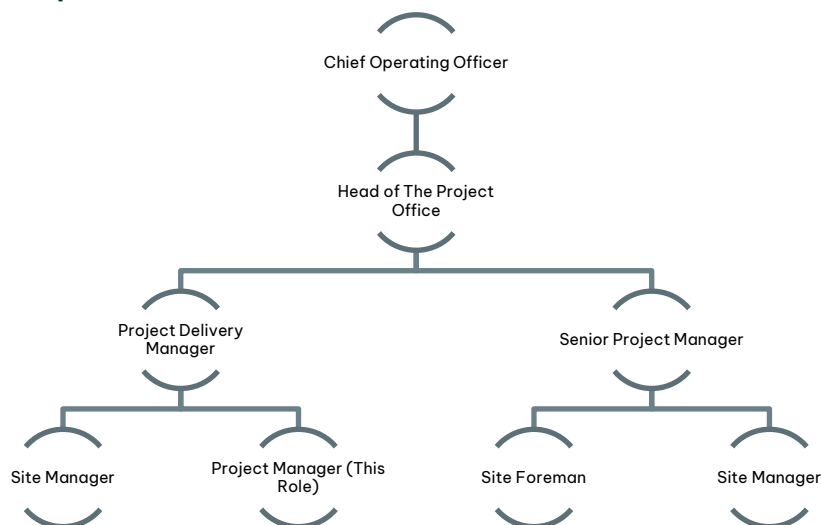 Chief Operating Officer
Head of The Project
Office
Project Delivery
Manager
Senior Project Manager
Site Manager
Project Manager (This
Role)
Site Foreman
Site Manager